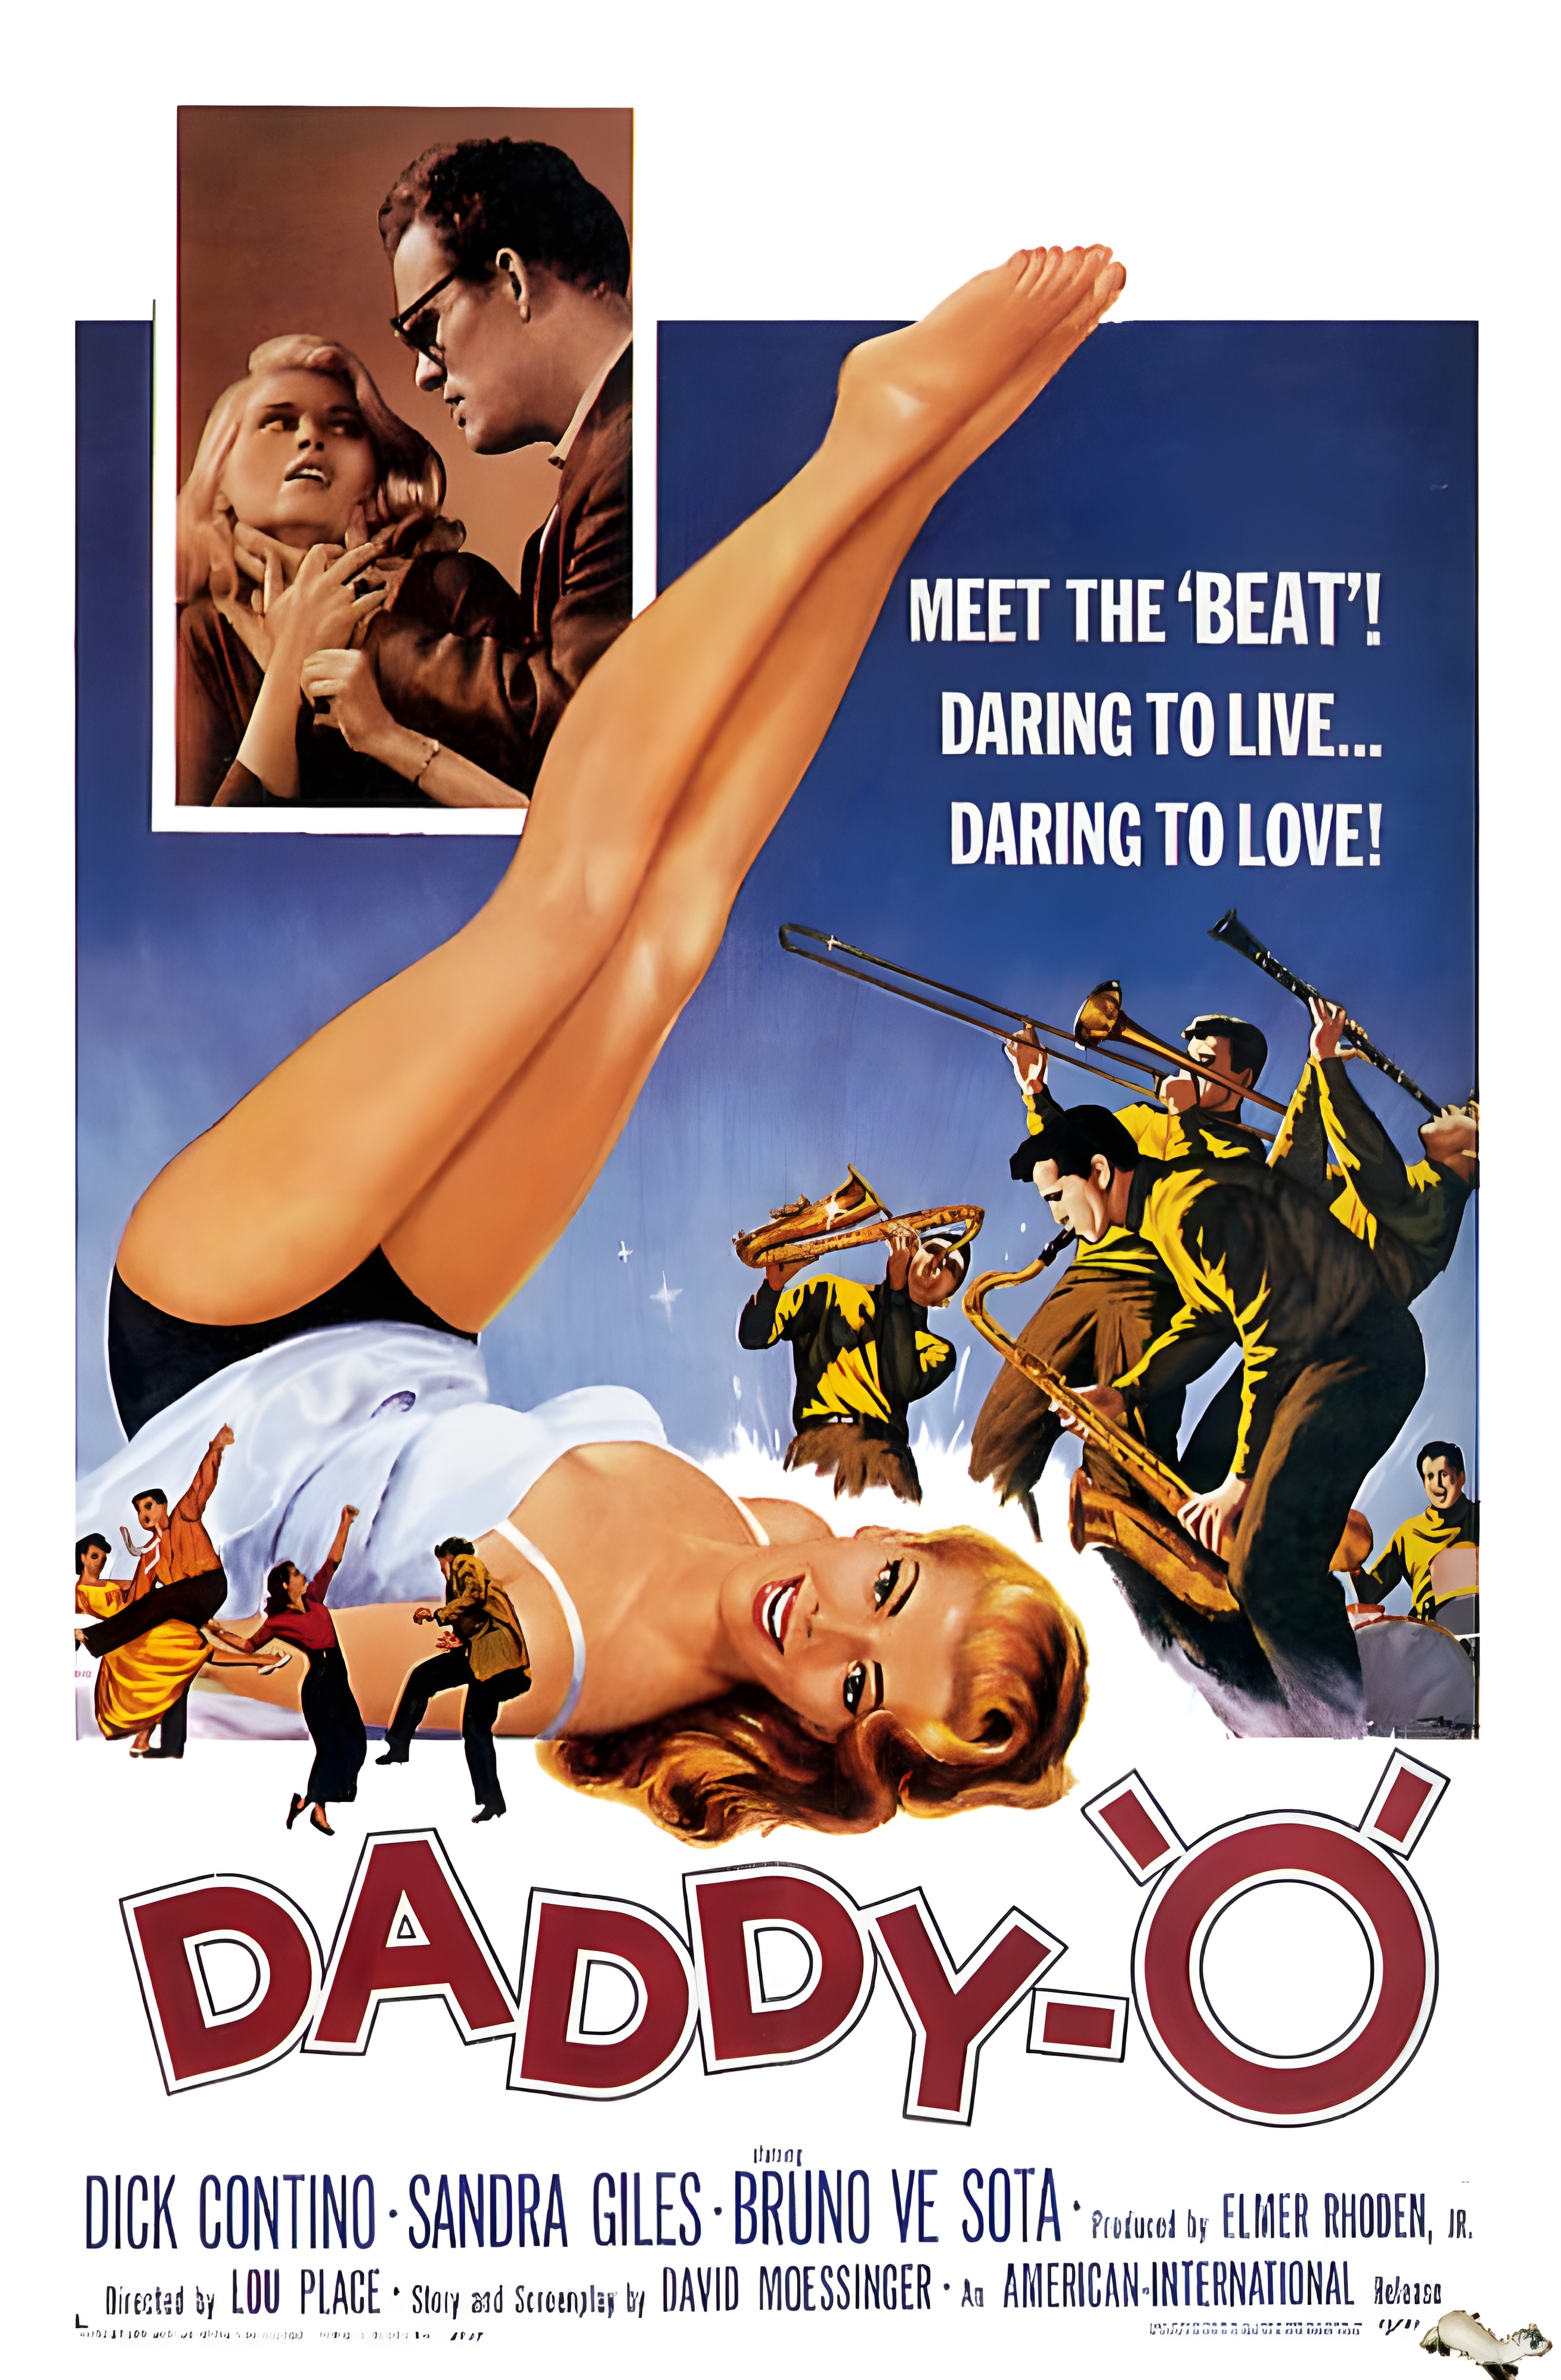 MEET THE ‘BEAT’!
DARING TO LIVE...
DARING TO LOVE!
DADDY-O
starring
DICK CONTINO · SANDRA GILES · BRUNO VE SOTA · Produced by ELMER RHODEN, JR.
Directed by LOU PLACE · Story and Screenplay by DAVID MOESSINGER · An AMERICAN-INTERNATIONAL Release